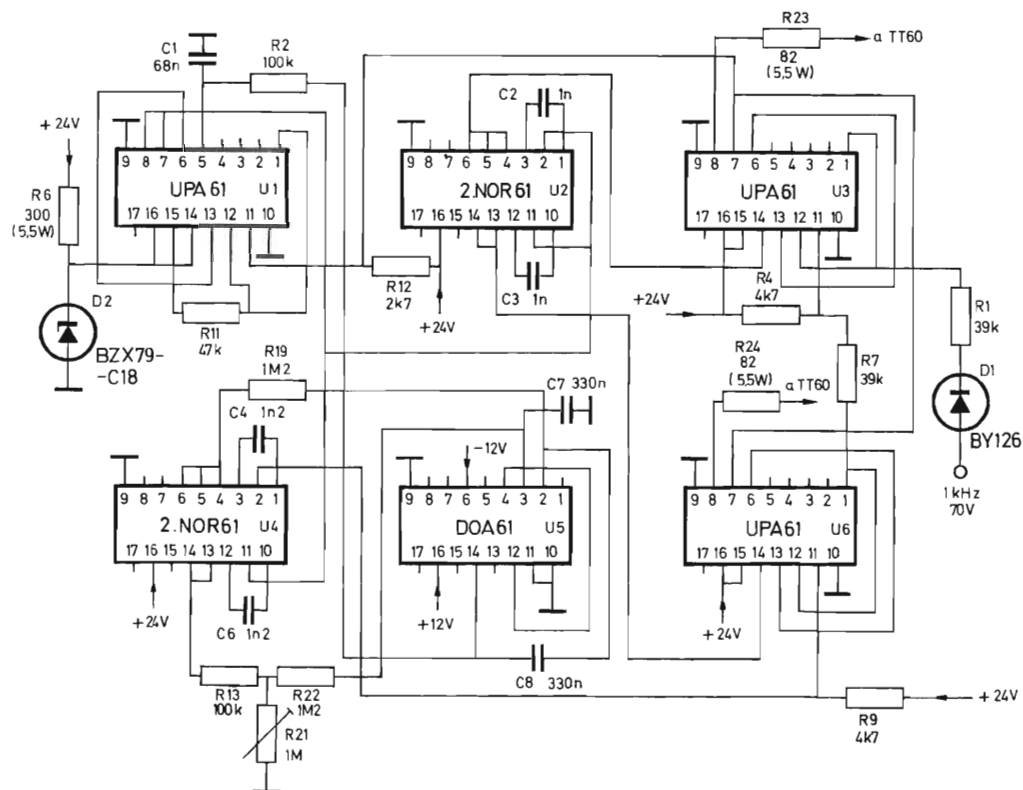 R23
82
(5,5 W)
a TT60
C1
68n
R2
100k
C2
1n
+24V
R6
300
(5,5W)
9 8 7 6 5 4 3 2 1
UPA61
U1
17 16 15 14 13 12 11 10
9 8 7 6 5 4 3 2 1
2.NOR61
U2
17 16 15 14 13 12 11 10
9 8 7 6 5 4 3 2 1
UPA61
U3
17 16 15 14 13 12 11 10
D2
BZX79-
-C18
R11
47k
R12
2k7
+24V
C3
1n
+24V
R4
4k7
R1
39k
R19
1M2
C4
1n2
C7 330n
R24
82
(5,5W)
a TT60
R7
39k
D1
BY126
1kHz
70V
-12V
9 8 7 6 5 4 3 2 1
2.NOR61
U4
17 16 15 14 13 12 11 10
9 8 7 6 5 4 3 2 1
DOA61
U5
17 16 15 14 13 12 11 10
9 8 7 6 5 4 3 2 1
UPA61
U6
17 16 15 14 13 12 11 10
+24V
C6
1n2
+12V
+24V
C8
330n
R13
100k
R22
1M2
R21
1M
R9
4k7
+24V